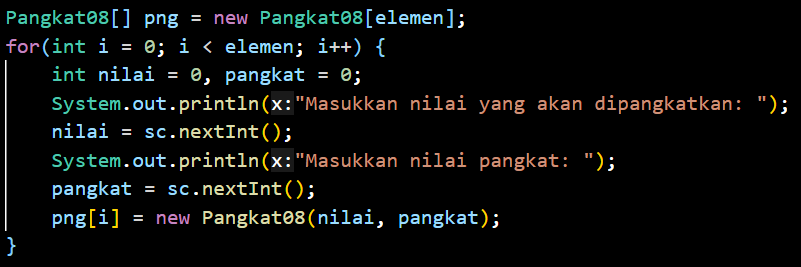 Pangkat08[] png = new Pangkat08[elemen];
for(int i = 0; i < elemen; i++) {
    int nilai = 0, pangkat = 0;
    System.out.println(x:"Masukkan nilai yang akan dipangkatkan: ");
    nilai = sc.nextInt();
    System.out.println(x:"Masukkan nilai pangkat: ");
    pangkat = sc.nextInt();
    png[i] = new Pangkat08(nilai, pangkat);
}